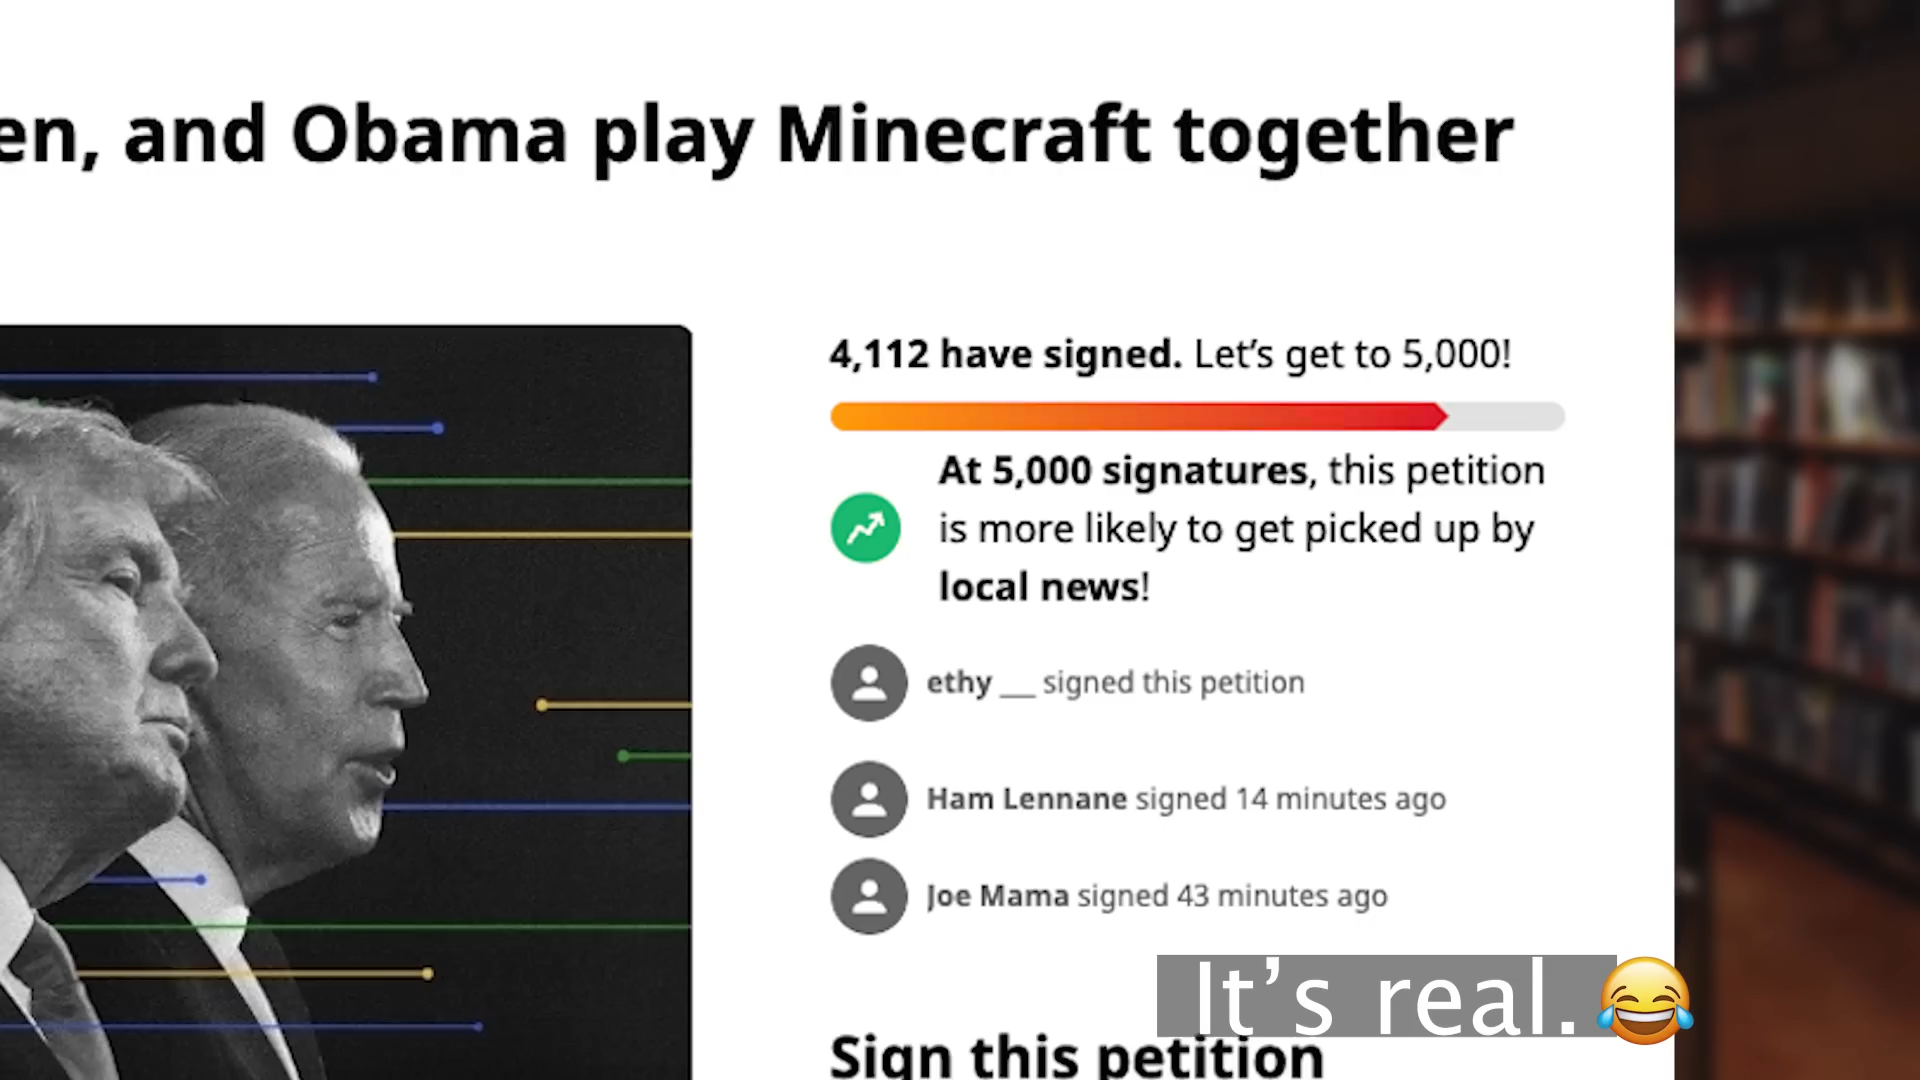 en, and Obama play Minecraft together
4,112 have signed. Let’s get to 5,000!
At 5,000 signatures, this petition
is more likely to get picked up by
local news!
ethy __ signed this petition
Ham Lennane signed 14 minutes ago
Joe Mama signed 43 minutes ago
It’s real.😂
Sign this petition